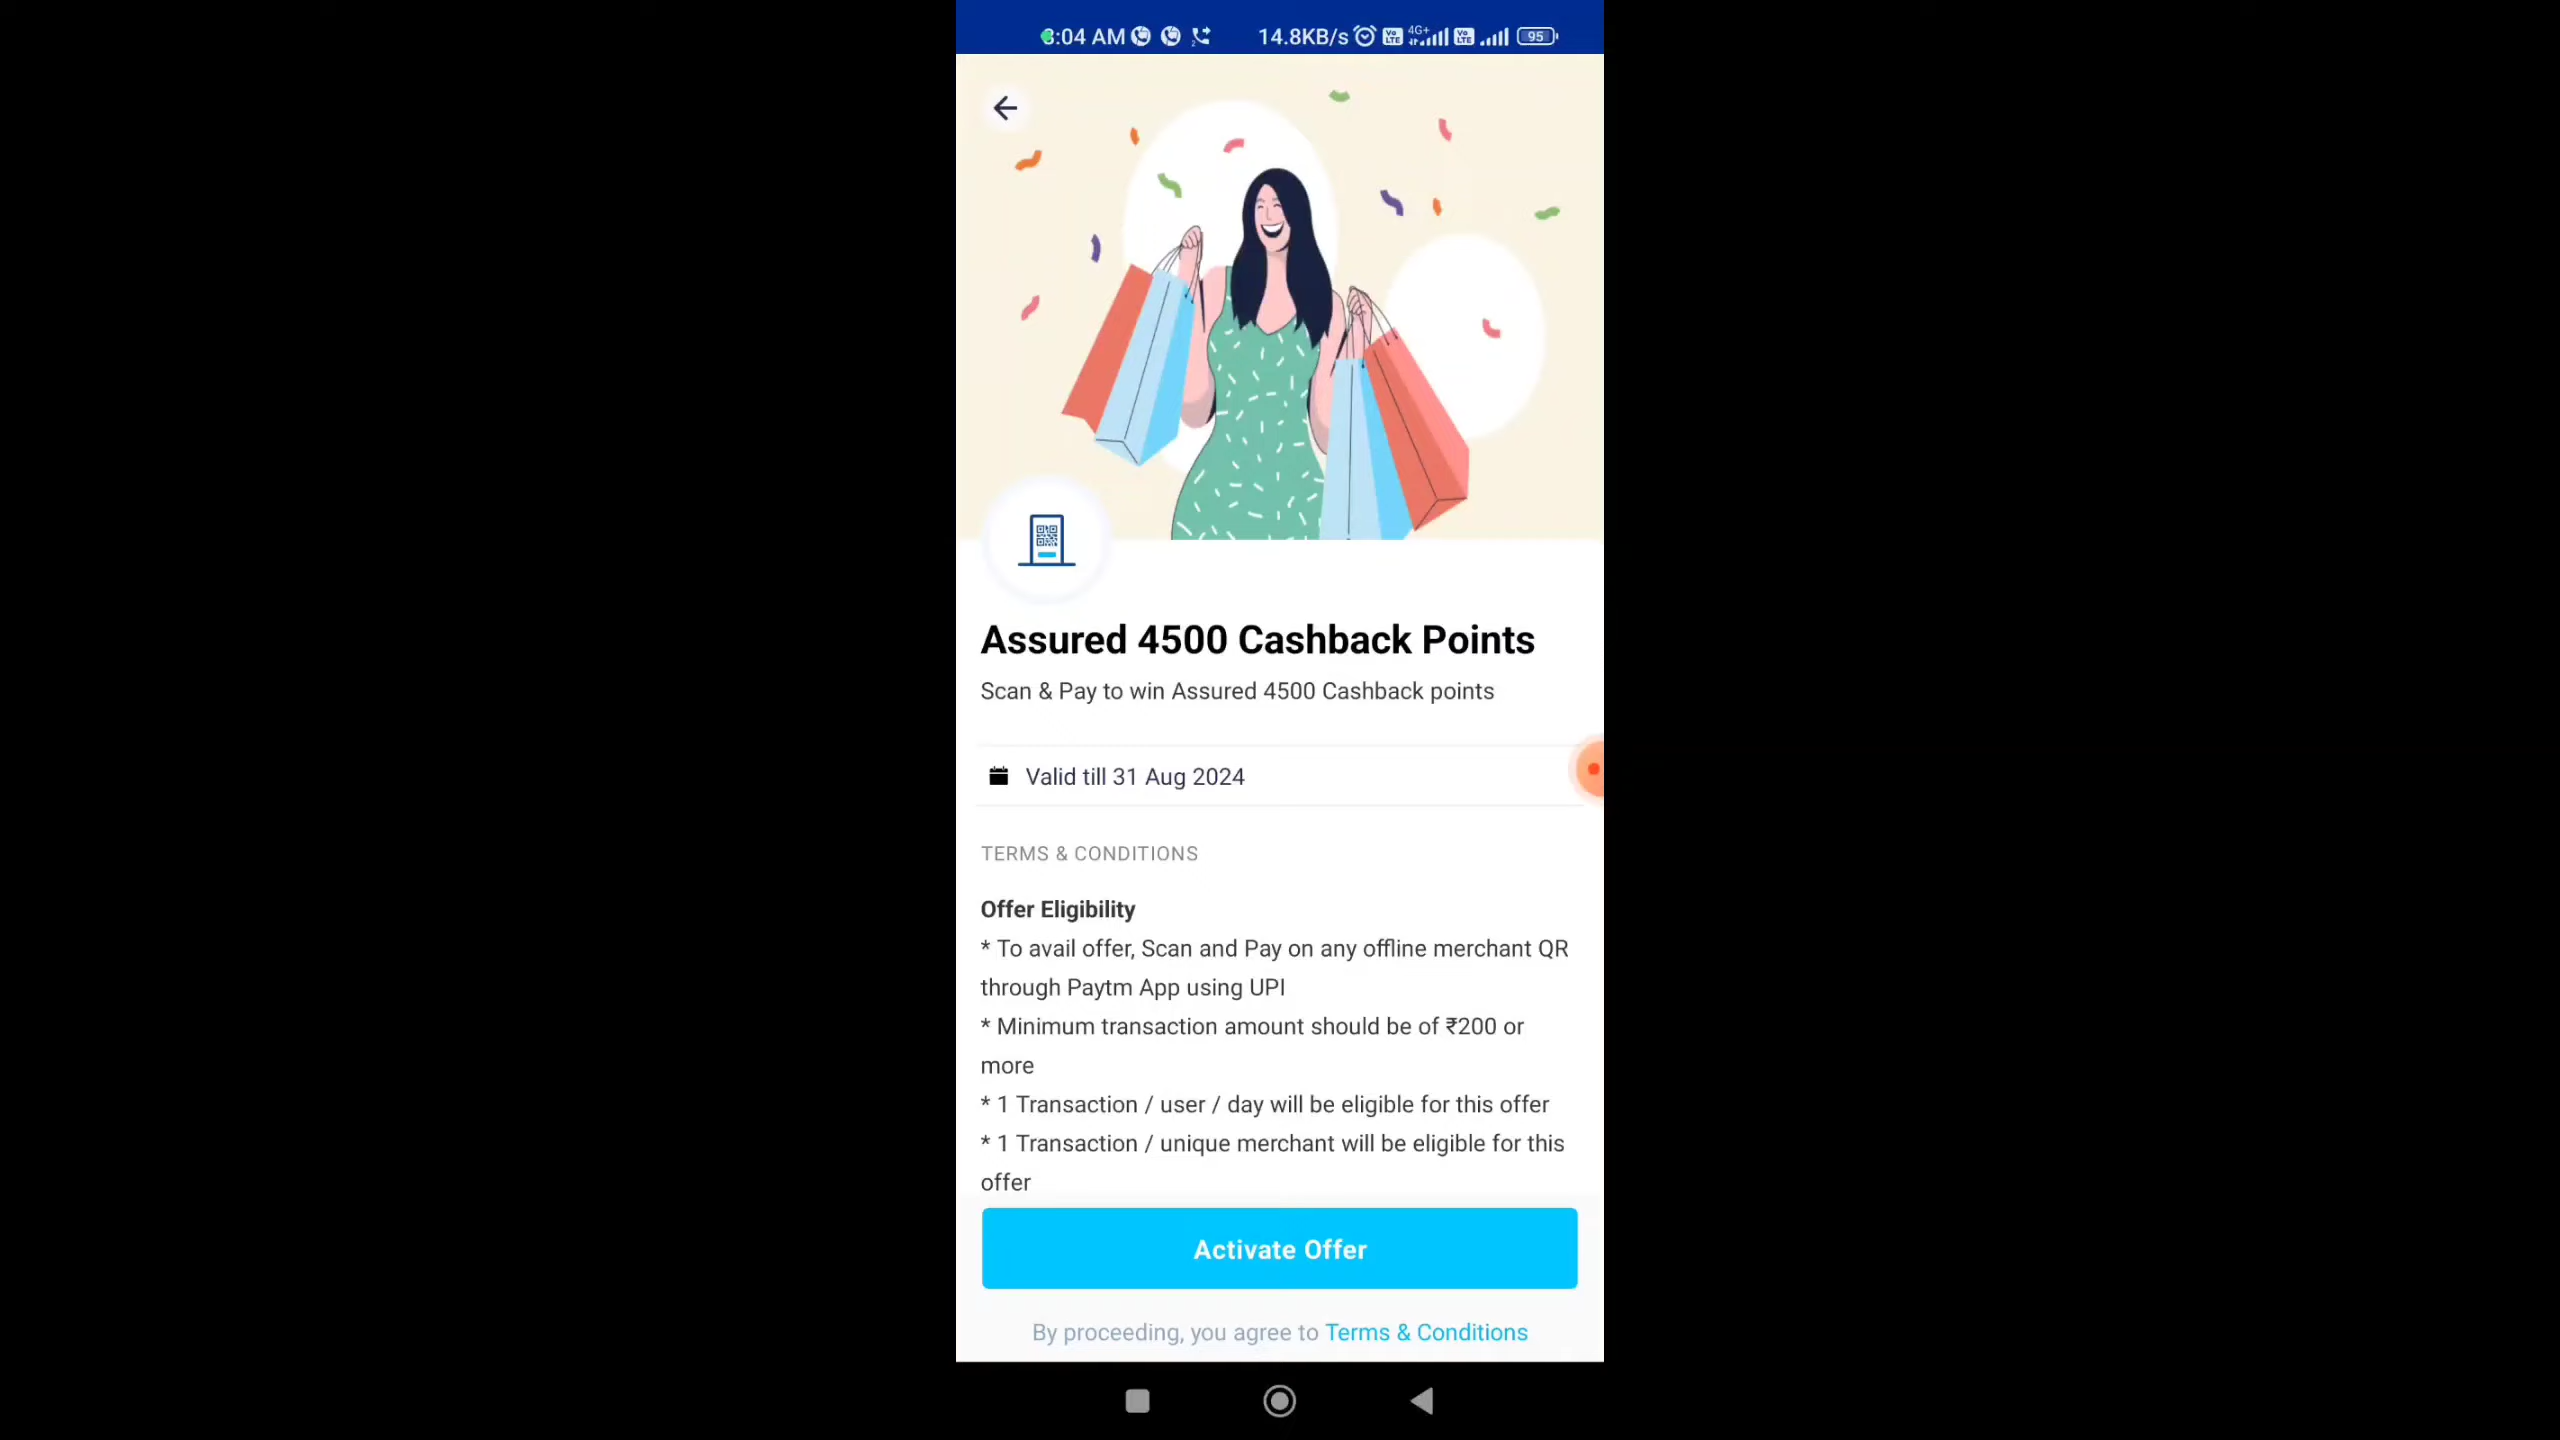 3:04 AM 14.8KB/s 4G+ 95
Assured 4500 Cashback Points
Scan & Pay to win Assured 4500 Cashback points
Valid till 31 Aug 2024
TERMS & CONDITIONS
Offer Eligibility
* To avail offer, Scan and Pay on any offline merchant QR
through Paytm App using UPI
* Minimum transaction amount should be of ₹200 or
more
* 1 Transaction / user / day will be eligible for this offer
* 1 Transaction / unique merchant will be eligible for this
offer
Activate Offer
By proceeding, you agree to Terms & Conditions